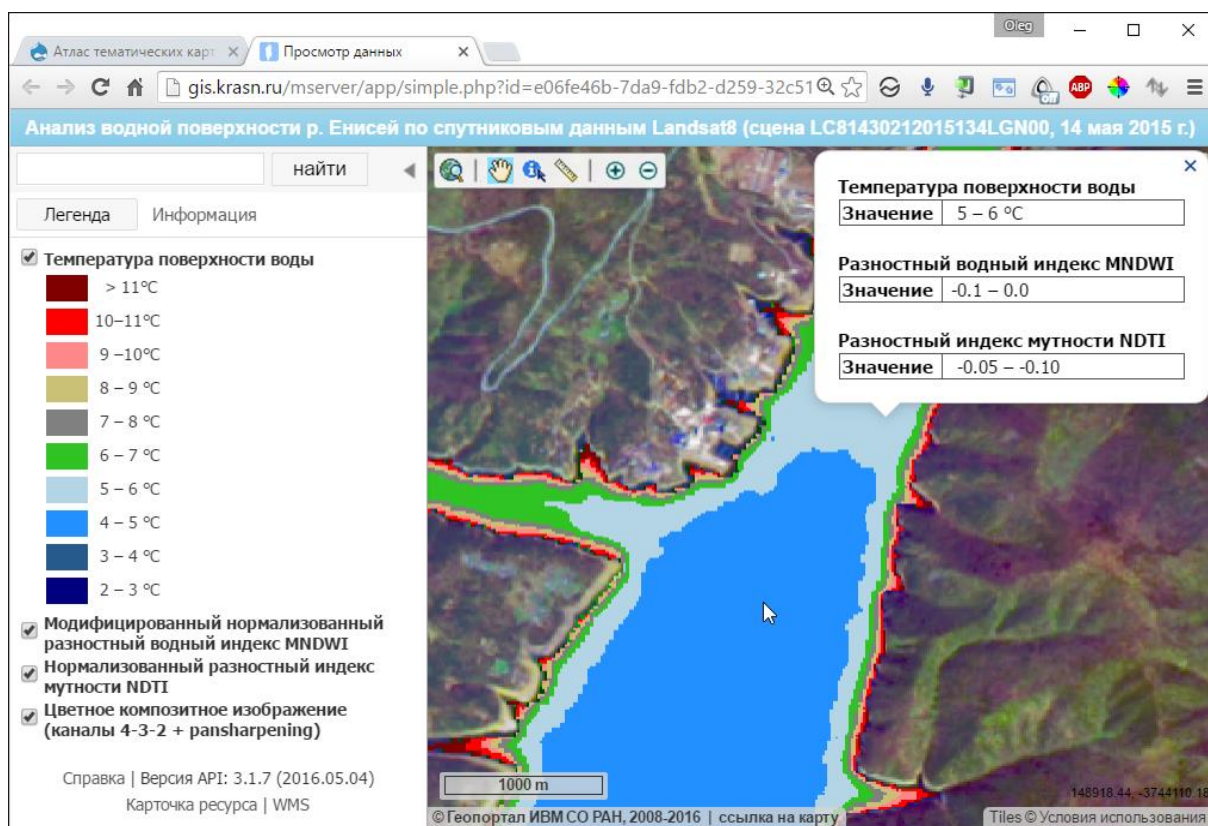 Oleg
Атлас тематических карт
Просмотр данных
gis.krasn.ru/mserver/app/simple.php?id=e06fe46b-7da9-fdb2-d259-32c51
off
ABP
Анализ водной поверхности р. Енисей по спутниковым данным Landsat8 (сцена LC81430212015134LGN00, 14 мая 2015 г.)
найти
Легенда Информация
Температура поверхности воды
> 11°C
10–11°C
9 –10°C
8 – 9 °C
7 – 8 °C
6 – 7 °C
5 – 6 °C
4 – 5 °C
3 – 4 °C
2 – 3 °C
Модифицированный нормализованный
разностный водный индекс MNDWI
Нормализованный разностный индекс
мутности NDTI
Цветное композитное изображение
(каналы 4-3-2 + pansharpening)
Справка | Версия API: 3.1.7 (2016.05.04)
Карточка ресурса | WMS
Температура поверхности воды
Значение 5 – 6 °C
Разностный водный индекс MNDWI
Значение -0.1 – 0.0
Разностный индекс мутности NDTI
Значение -0.05 – -0.10
1000 m
148918.44, -3744110.18
© Геопортал ИВМ СО РАН, 2008-2016 | ссылка на карту
Tiles © Условия использования